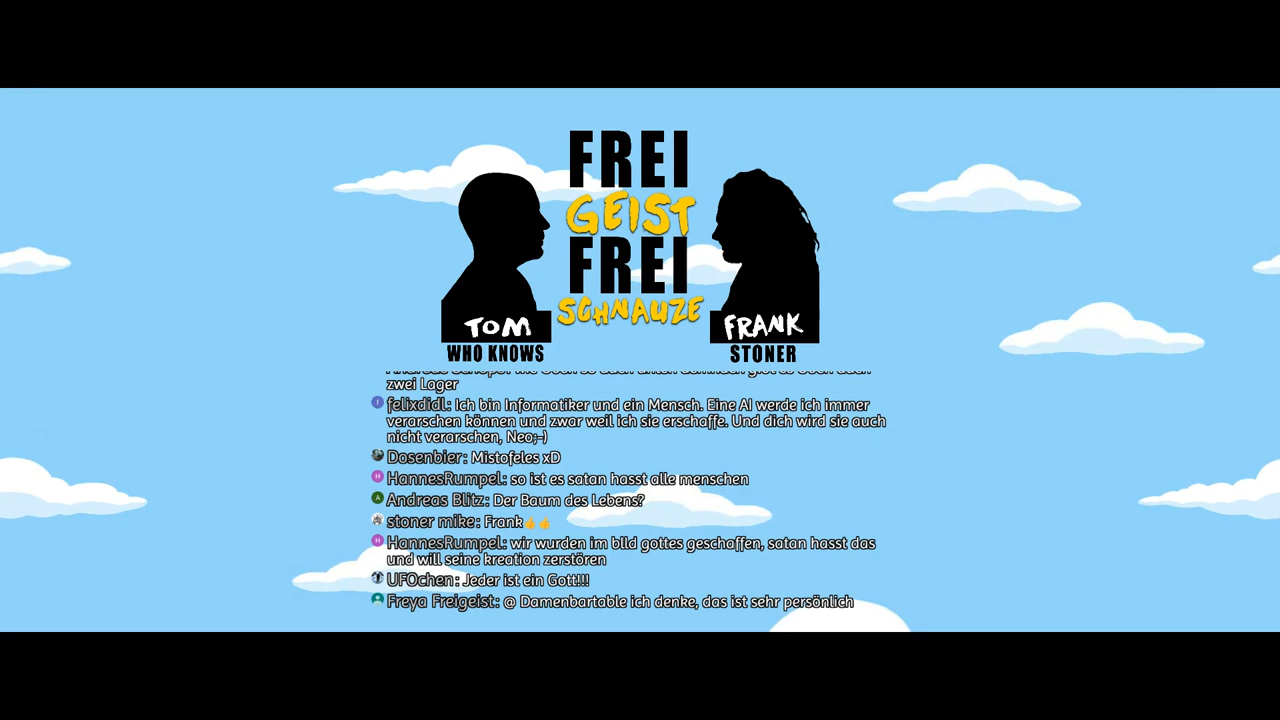 FREI
GEIST
FREI
SCHNAUZE
TOM
WHO KNOWS
FRANK
STONER
zwei Lager
felixdidl: Ich bin Informatiker und ein Mensch. Eine AI werde ich immer
verarschen können und zwar weil ich sie erschaffe. Und dich wird sie auch
nicht verarschen, Neo;-)
Dosenbier: Mistofeles xD
HannesRumpel: so ist es satan hasst alle menschen
Andreas Blitz: Der Baum des Lebens?
stoner mike: Frank👍👍
HannesRumpel: wir wurden im blld gottes geschaffen, satan hasst das
und will seine kreation zerstören
UFOchen: Jeder ist ein Gott!!!
Freya Freigeist: @ Damenbartable ich denke, das ist sehr persönlich